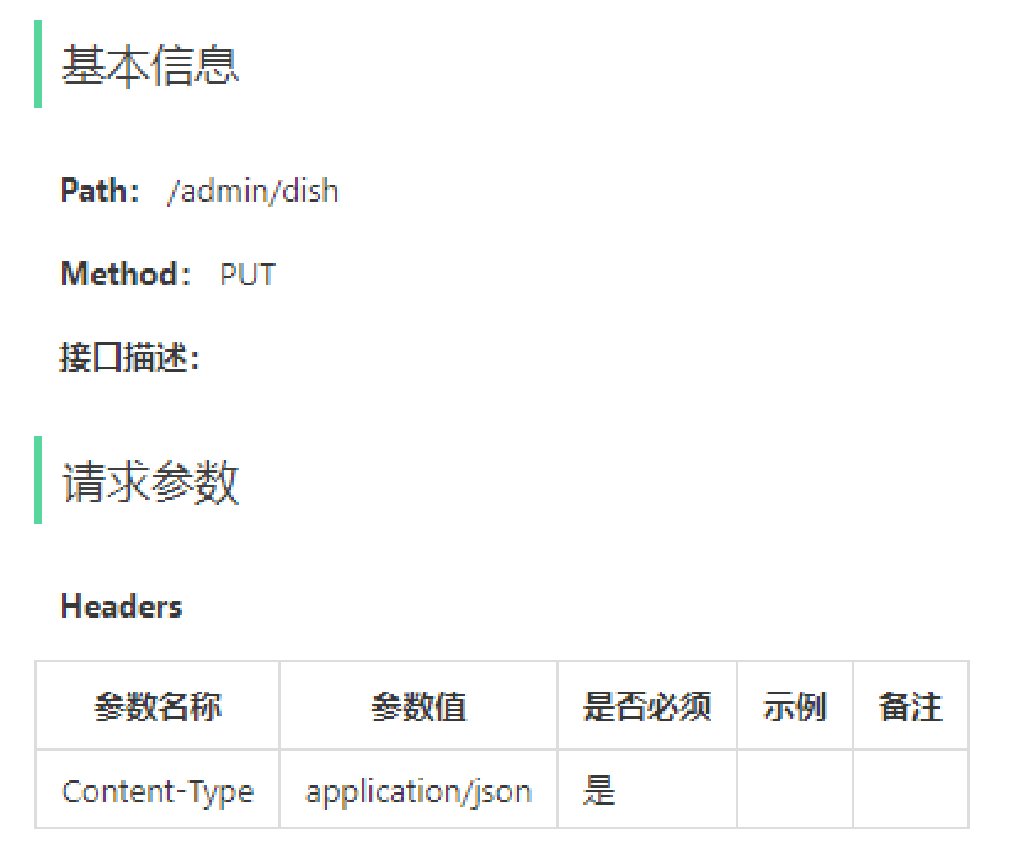 基本信息
Path： /admin/dish
Method： PUT
接口描述：
请求参数
Headers
参数名称 参数值 是否必须 示例 备注
Content-Type application/json 是